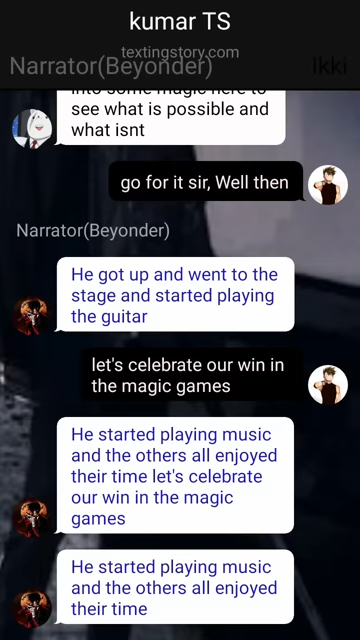 kumar TS
textingstory.com
Narrator(Beyonder) Ikki
into some magic here to
see what is possible and
what isnt
go for it sir, Well then
Narrator(Beyonder)
He got up and went to the
stage and started playing
the guitar
let's celebrate our win in
the magic games
He started playing music
and the others all enjoyed
their time let's celebrate
our win in the magic
games
He started playing music
and the others all enjoyed
their time